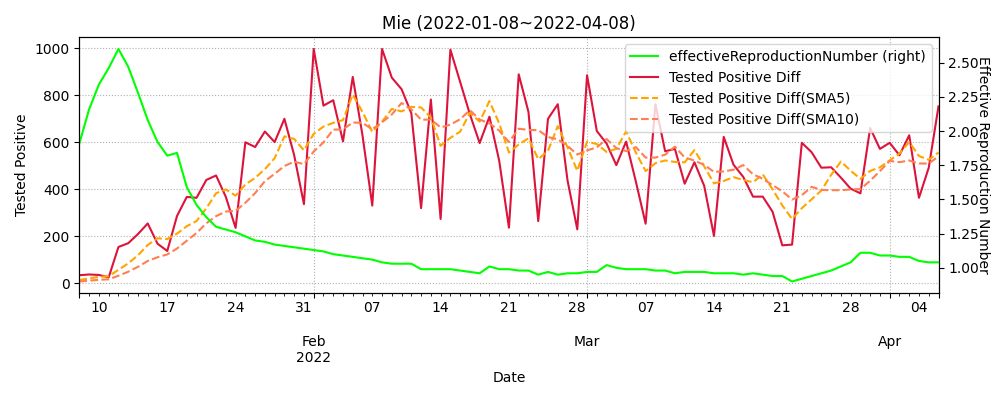 Mie (2022-01-08~2022-04-08)
effectiveReproductionNumber (right)
Tested Positive Diff
Tested Positive Diff(SMA5)
Tested Positive Diff(SMA10)
Tested Positive
1000
800
600
400
200
0
Effective Reproduction Number
2.50
2.25
2.00
1.75
1.50
1.25
1.00
10 17 24 31 07 14 21 28 07 14 21 28 04
Feb Mar Apr
2022
Date